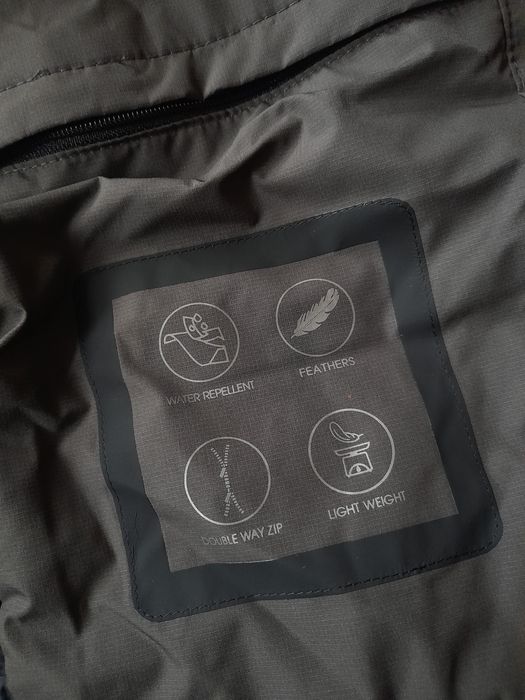 WATER REPELLENT
FEATHERS
DOUBLE WAY ZIP
LIGHT WEIGHT